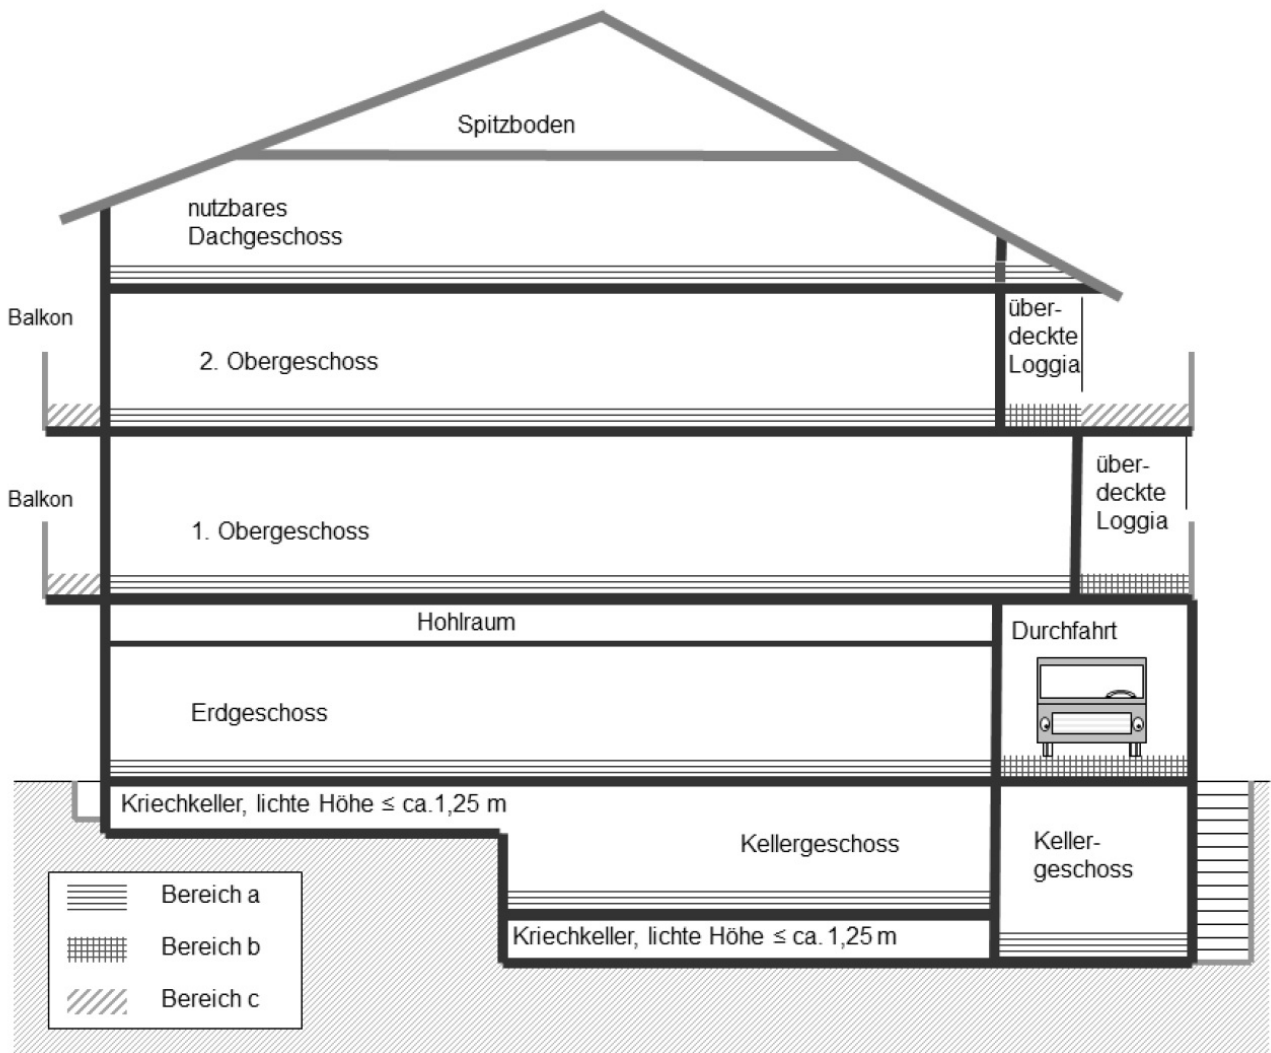 Spitzboden
nutzbares
Dachgeschoss
Balkon
2. Obergeschoss
über-
deckte
Loggia
Balkon
1. Obergeschoss
über-
deckte
Loggia
Hohlraum
Durchfahrt
Erdgeschoss
Kriechkeller, lichte Höhe ≤ ca.1,25 m
Kellergeschoss
Keller-
geschoss
Kriechkeller, lichte Höhe ≤ ca. 1,25 m
Bereich a
Bereich b
Bereich c